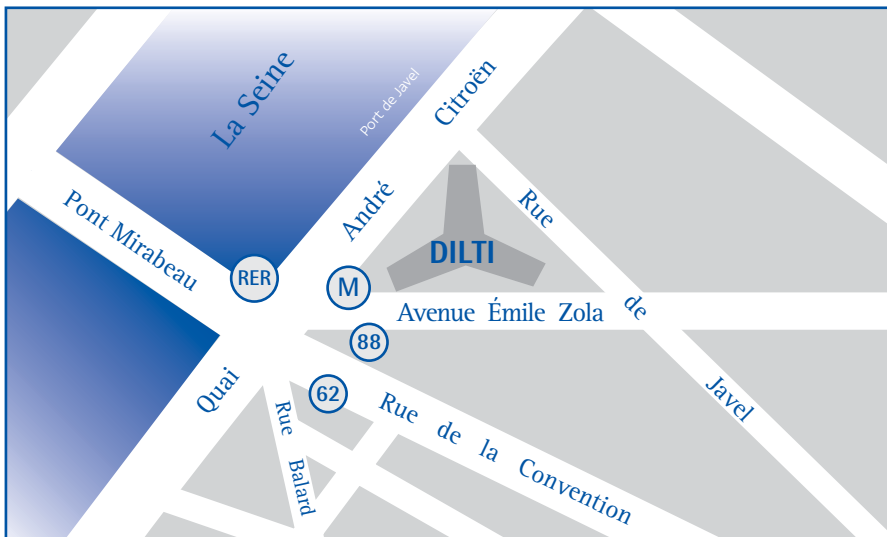 La Seine
Port de Javel
Quai André Citroën
Pont Mirabeau
RER
M
DILTI
Rue de Javel
Avenue Émile Zola
88
62
Rue de la Convention
Rue Balard